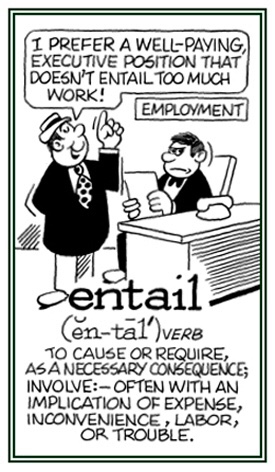 I PREFER A WELL-PAYING,
EXECUTIVE POSITION THAT
DOESN'T ENTAIL TOO MUCH
WORK!
EMPLOYMENT
entail
(ĕn-tāl′) VERB
TO CAUSE OR REQUIRE,
AS A NECESSARY CONSEQUENCE;
INVOLVE:—OFTEN WITH AN
IMPLICATION OF EXPENSE,
INCONVENIENCE, LABOR,
OR TROUBLE.